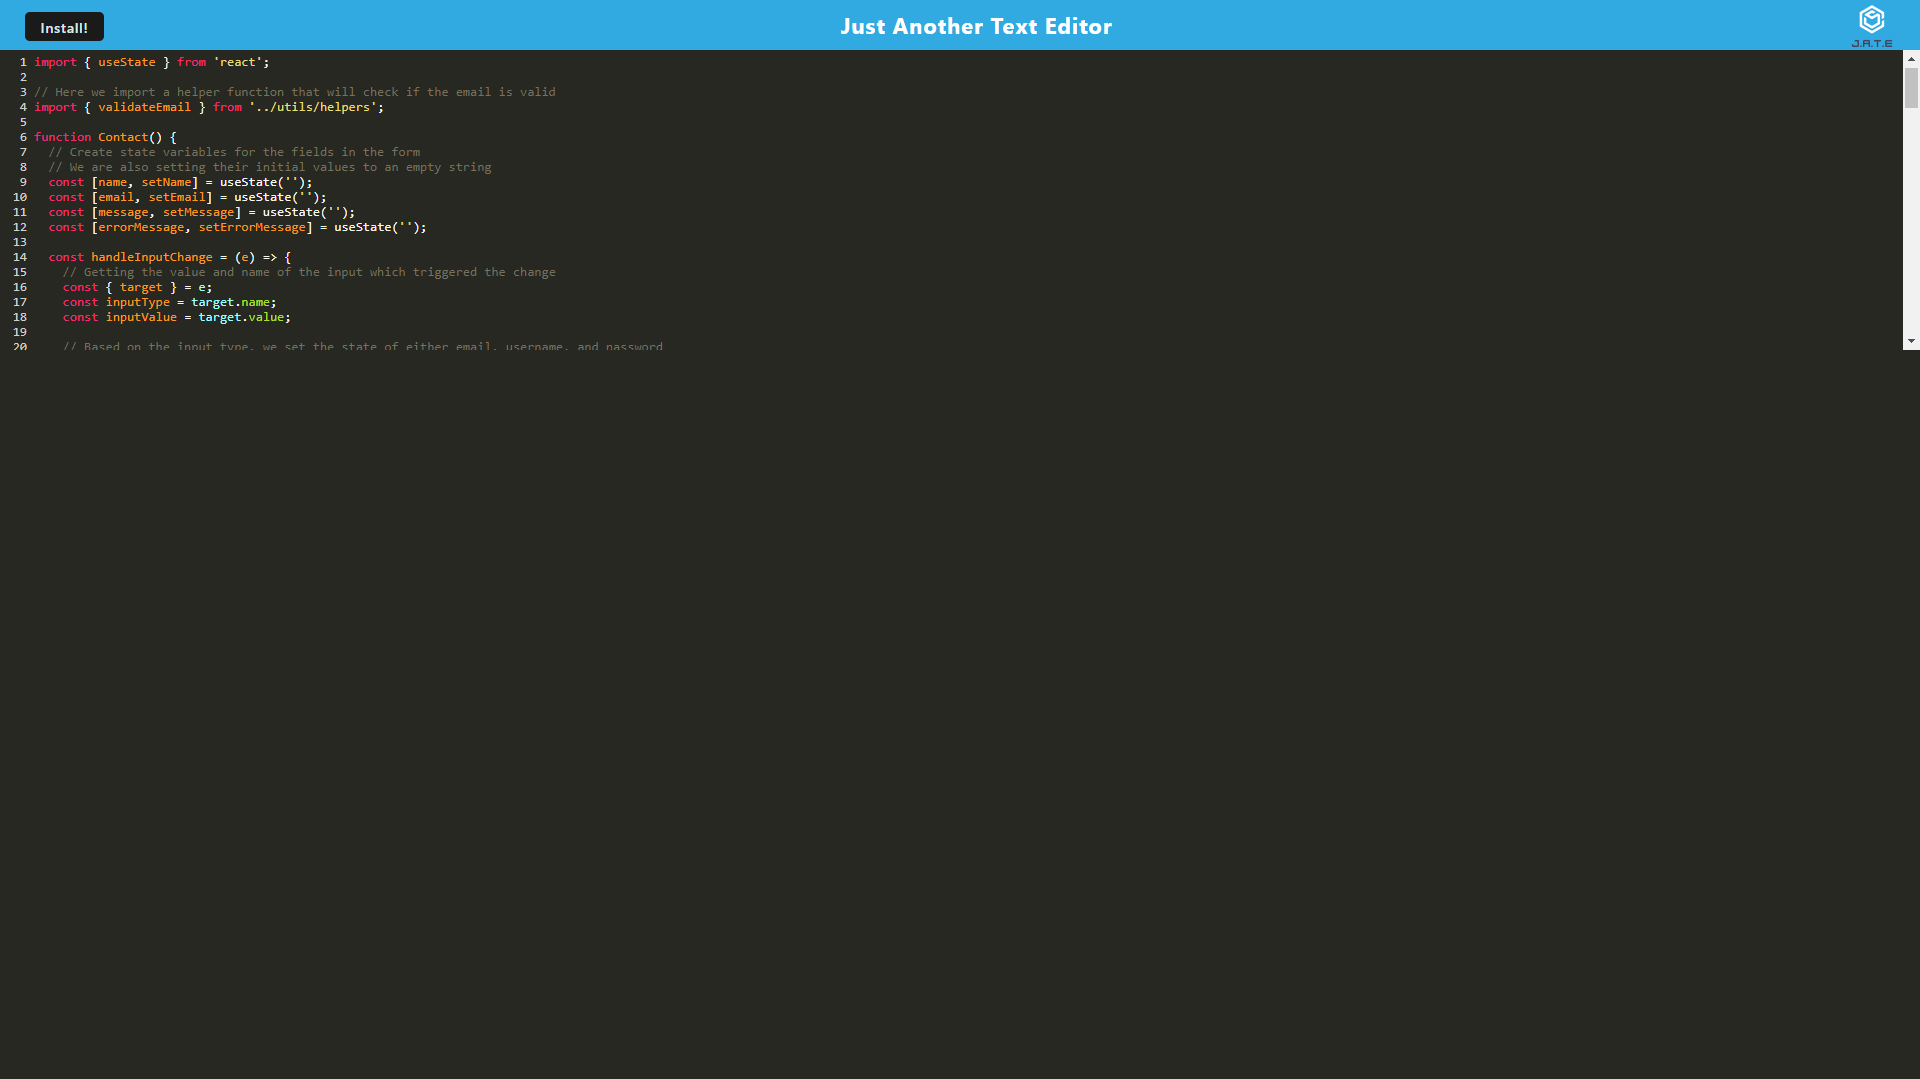 Install!
Just Another Text Editor
J.A.T.E
1 import { useState } from 'react';
2
3 // Here we import a helper function that will check if the email is valid
4 import { validateEmail } from '../utils/helpers';
5
6 function Contact() {
7   // Create state variables for the fields in the form
8   // We are also setting their initial values to an empty string
9   const [name, setName] = useState('');
10   const [email, setEmail] = useState('');
11   const [message, setMessage] = useState('');
12   const [errorMessage, setErrorMessage] = useState('');
13
14   const handleInputChange = (e) => {
15     // Getting the value and name of the input which triggered the change
16     const { target } = e;
17     const inputType = target.name;
18     const inputValue = target.value;
19
20     // Based on the input type, we set the state of either email, username, and password